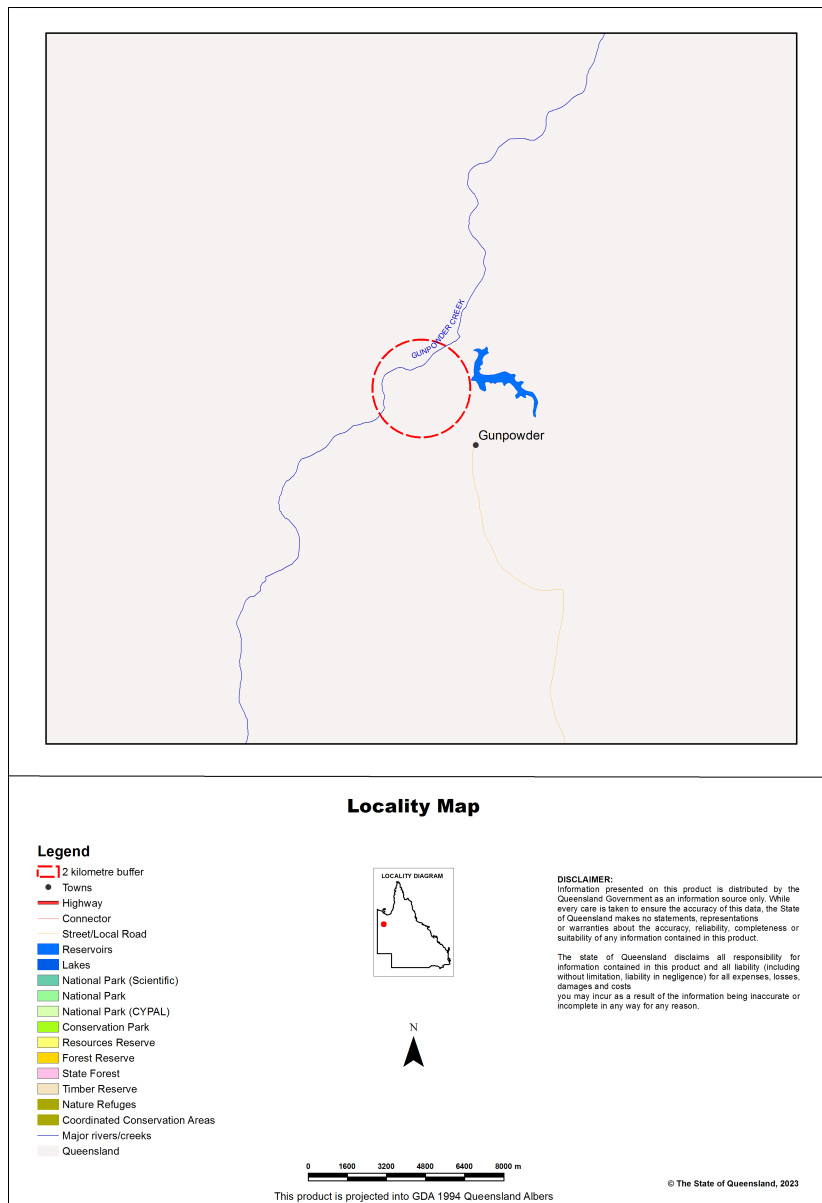 GUNPOWDER CREEK
Gunpowder
Locality Map
Legend
2 kilometre buffer
Towns
Highway
Connector
Street/Local Road
Reservoirs
Lakes
National Park (Scientific)
National Park
National Park (CYPAL)
Conservation Park
Resources Reserve
Forest Reserve
State Forest
Timber Reserve
Nature Refuges
Coordinated Conservation Areas
Major rivers/creeks
Queensland
LOCALITY DIAGRAM
N
0 1600 3200 4800 6400 8000 m
This product is projected into GDA 1994 Queensland Albers
DISCLAIMER:
Information presented on this product is distributed by the
Queensland Government as an information source only. While
every care is taken to ensure the accuracy of this data, the State
of Queensland makes no statements, representations
or warranties about the accuracy, reliability, completeness or
suitability of any information contained in this product.
The state of Queensland disclaims all responsibility for
information contained in this product and all liability (including
without limitation, liability in negligence) for all expenses, losses,
damages and costs
you may incur as a result of the information being inaccurate or
incomplete in any way for any reason.
© The State of Queensland, 2023